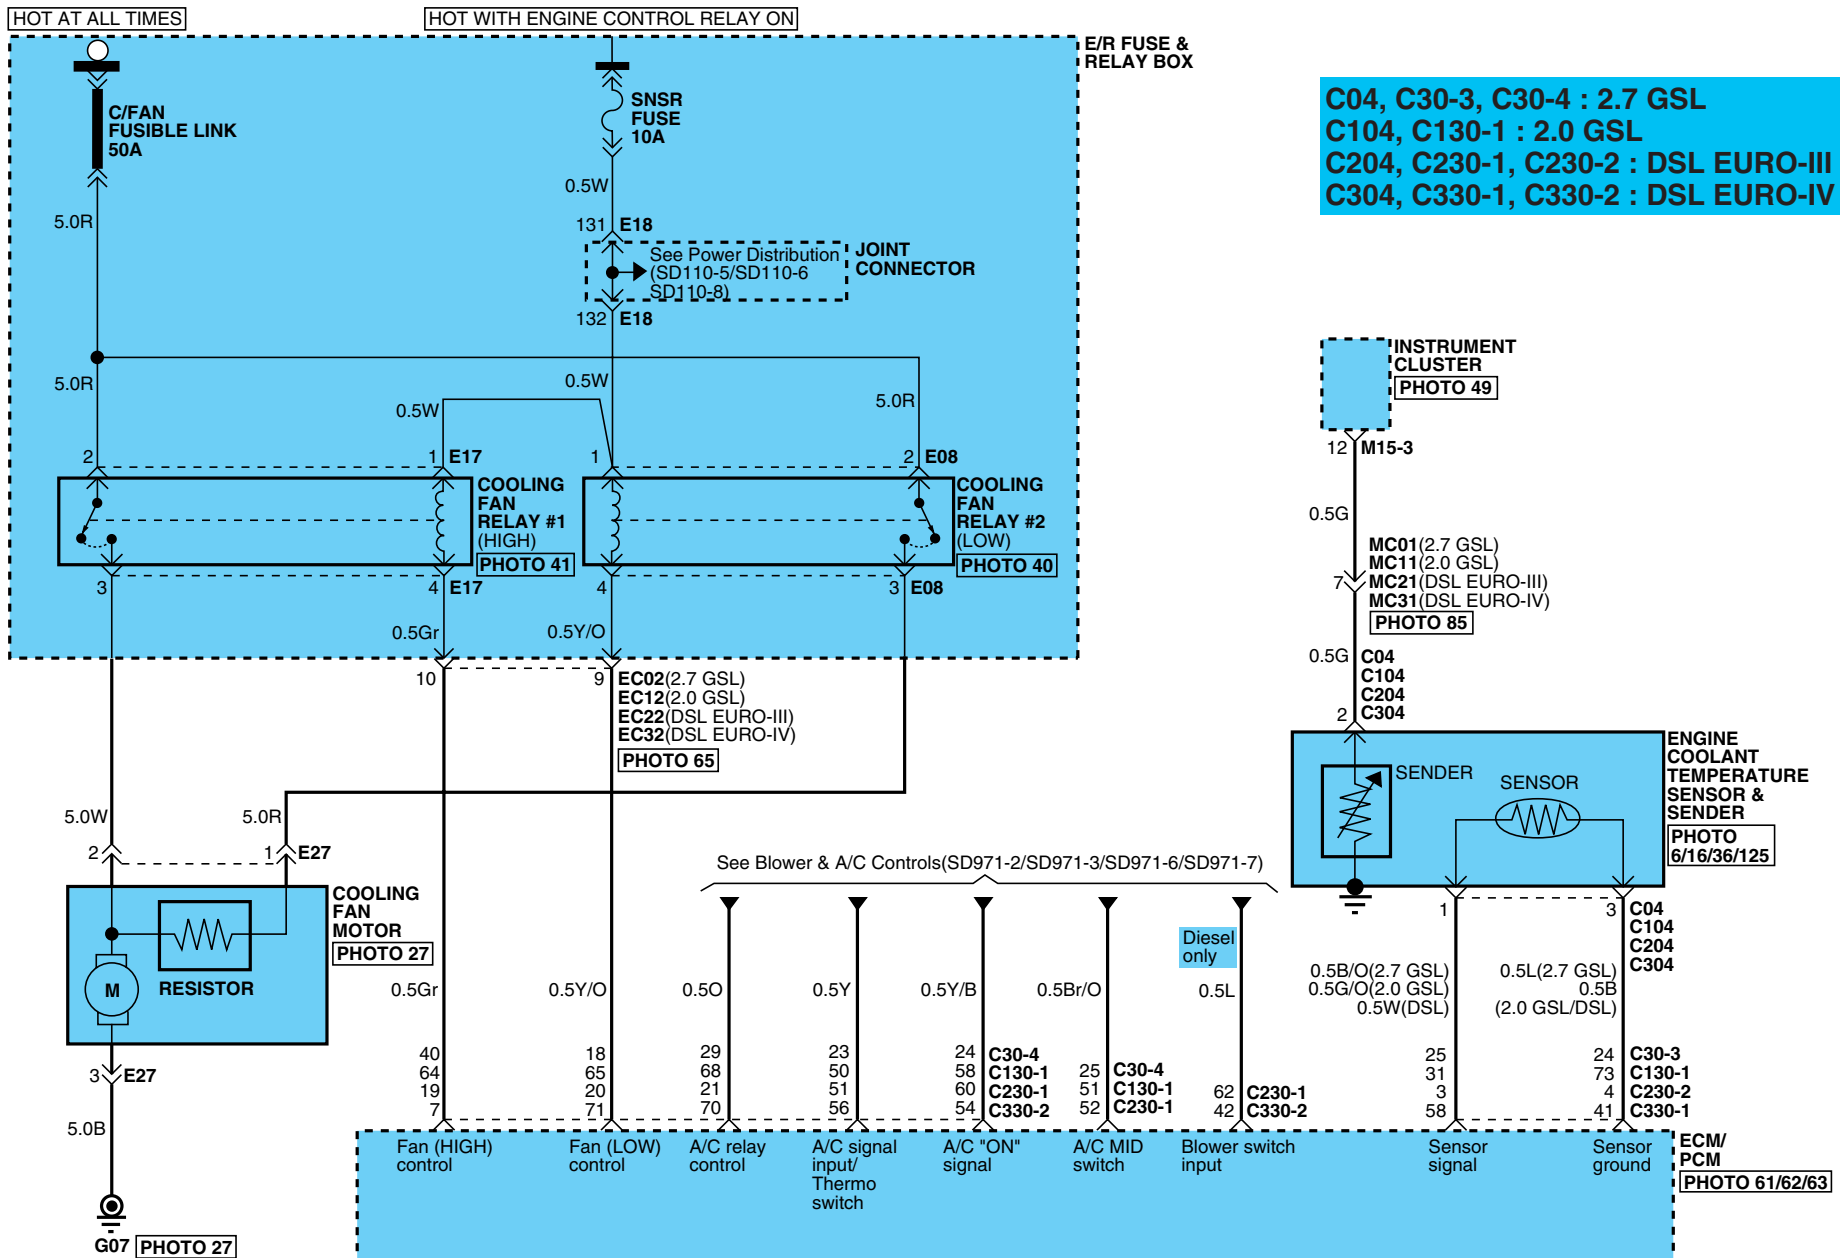 HOT AT ALL TIMES
HOT WITH ENGINE CONTROL RELAY ON
E/R FUSE &
RELAY BOX
C/FAN
FUSIBLE LINK
50A
SNSR
FUSE
10A
C04, C30-3, C30-4 : 2.7 GSL
C104, C130-1 : 2.0 GSL
C204, C230-1, C230-2 : DSL EURO-III
C304, C330-1, C330-2 : DSL EURO-IV
0.5W
5.0R
131 E18
See Power Distribution
(SD110-5/SD110-6
SD110-8)
JOINT
CONNECTOR
132 E18
5.0R
0.5W
0.5W
5.0R
2
1 E17
1
2 E08
COOLING
FAN
RELAY #1
(HIGH)
PHOTO 41
COOLING
FAN
RELAY #2
(LOW)
PHOTO 40
3
4 E17
4
3 E08
0.5Gr
0.5Y/O
10
9
EC02(2.7 GSL)
EC12(2.0 GSL)
EC22(DSL EURO-III)
EC32(DSL EURO-IV)
PHOTO 65
INSTRUMENT
CLUSTER
PHOTO 49
12 M15-3
0.5G
7
MC01(2.7 GSL)
MC11(2.0 GSL)
MC21(DSL EURO-III)
MC31(DSL EURO-IV)
PHOTO 85
0.5G
C04
C104
C204
2 C304
SENDER
SENSOR
ENGINE
COOLANT
TEMPERATURE
SENSOR &
SENDER
PHOTO
6/16/36/125
5.0W
5.0R
2
1 E27
COOLING
FAN
MOTOR
PHOTO 27
M
RESISTOR
3 E27
5.0B
G07 PHOTO 27
See Blower & A/C Controls(SD971-2/SD971-3/SD971-6/SD971-7)
Diesel
only
1
3
C04
C104
C204
C304
0.5Gr
0.5Y/O
0.5O
0.5Y
0.5Y/B
0.5Br/O
0.5L
0.5B/O(2.7 GSL)
0.5G/O(2.0 GSL)
0.5W(DSL)
0.5L(2.7 GSL)
0.5B
(2.0 GSL/DSL)
40
64
19
7
18
65
20
71
29
68
21
70
23
50
51
56
24 C30-4
58 C130-1
60 C230-1
54 C330-2
25 C30-4
51 C130-1
52 C230-1
62 C230-1
42 C330-2
25
31
3
58
24 C30-3
73 C130-1
4 C230-2
41 C330-1
Fan (HIGH)
control
Fan (LOW)
control
A/C relay
control
A/C signal
input/
Thermo
switch
A/C "ON"
signal
A/C MID
switch
Blower switch
input
Sensor
signal
Sensor
ground
ECM/
PCM
PHOTO 61/62/63